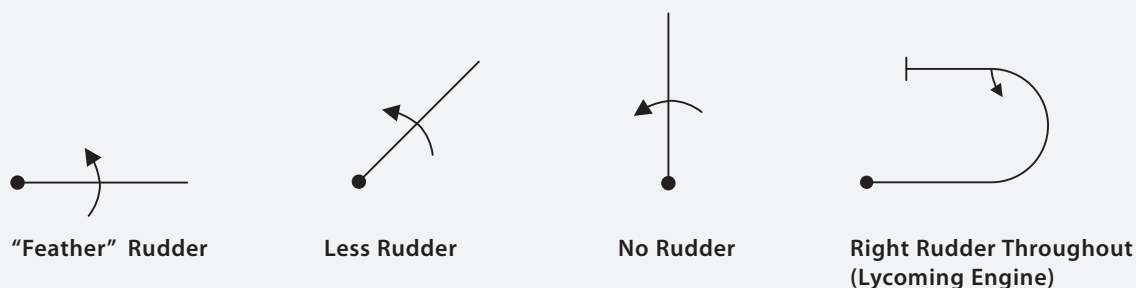 “Feather” Rudder
Less Rudder
No Rudder
Right Rudder Throughout
(Lycoming Engine)